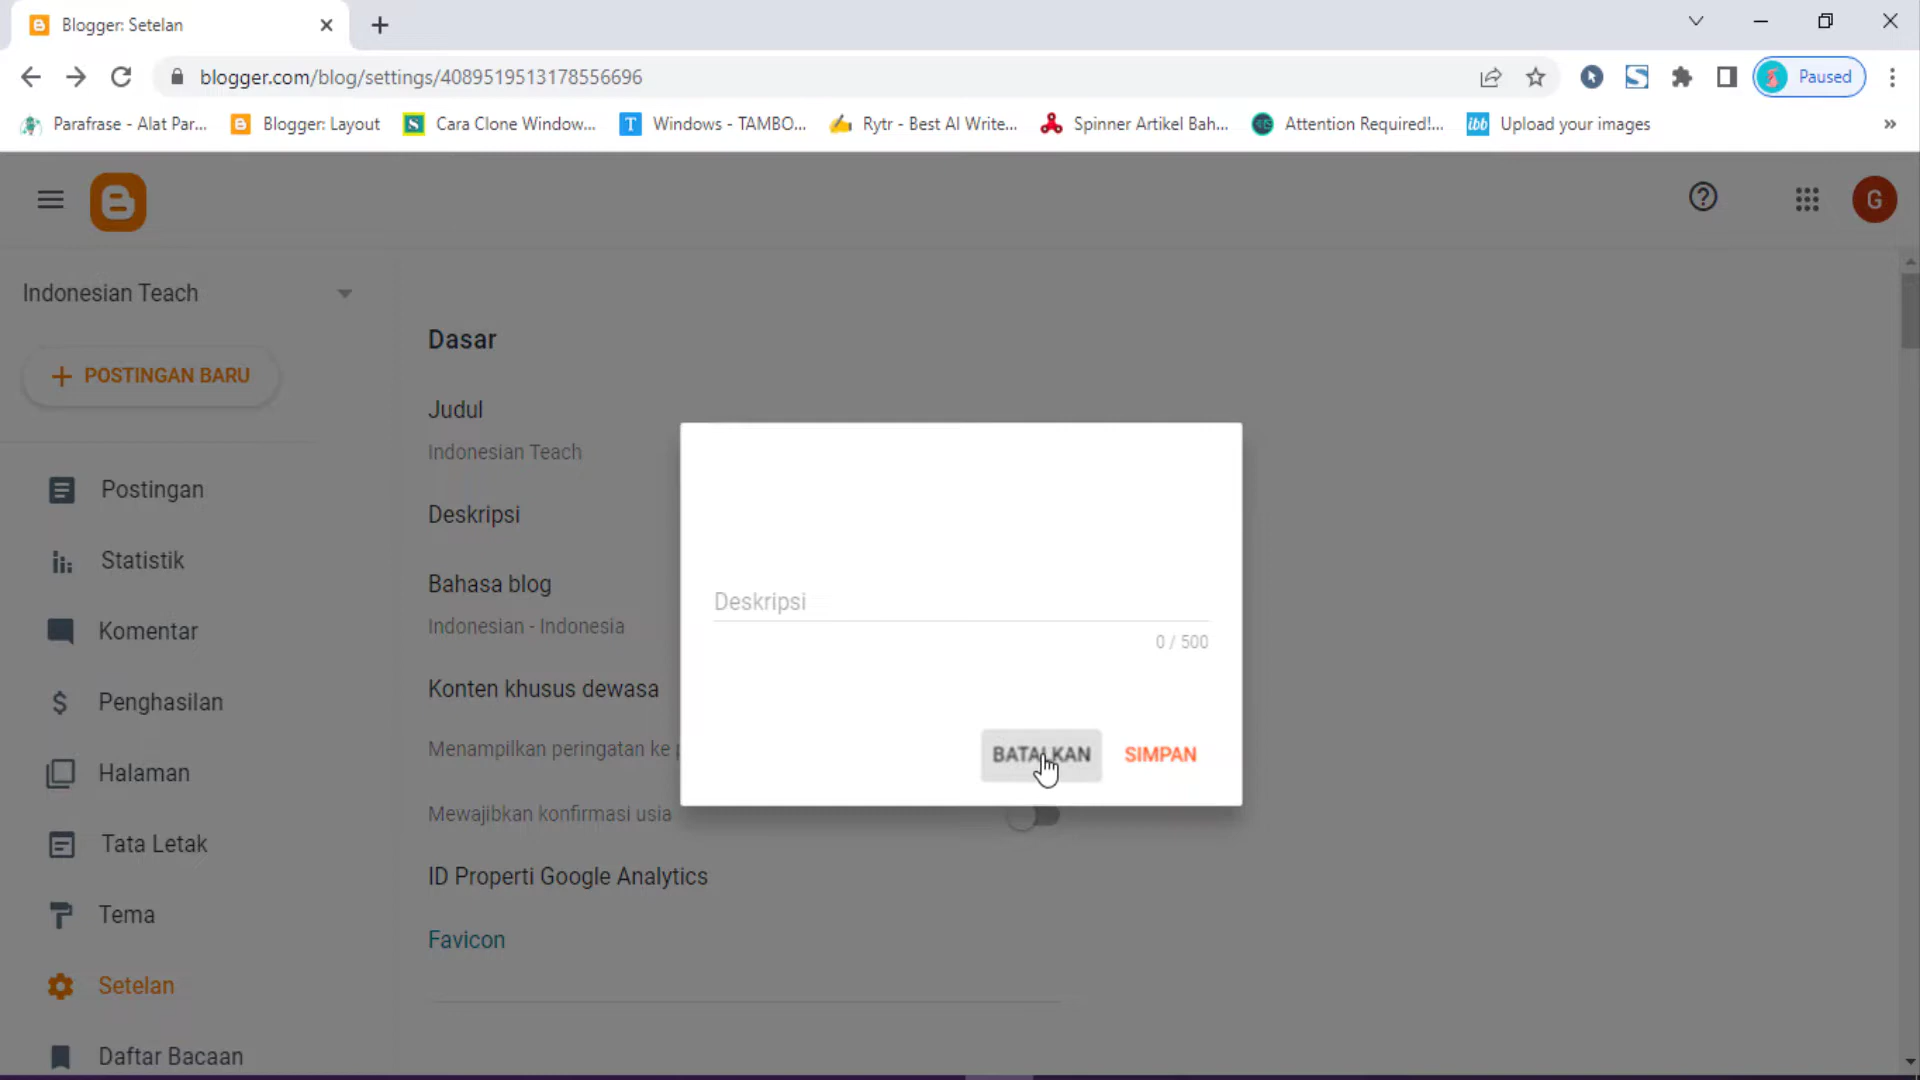 Blogger: Setelan
blogger.com/blog/settings/4089519513178556696
Paused
Parafrase - Alat Par...
Blogger: Layout
S
Cara Clone Window...
T
Windows - TAMBO...
Rytr - Best AI Write...
Spinner Artikel Bah...
Attention Required!...
ibb
Upload your images
»
G
Indonesian Teach
+ POSTINGAN BARU
Postingan
Statistik
Komentar
Penghasilan
Halaman
Tata Letak
Tema
Setelan
Daftar Bacaan
Dasar
Judul
Indonesian Teach
Deskripsi
Bahasa blog
Indonesian - Indonesia
Konten khusus dewasa
Menampilkan peringatan ke
Mewajibkan konfirmasi usia
ID Properti Google Analytics
Favicon
Deskripsi
0 / 500
BATALKAN
SIMPAN